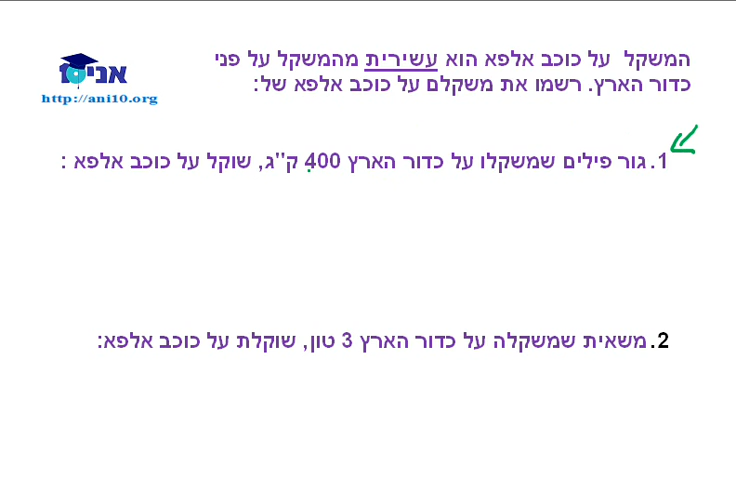 אני10
http://ani10.org
המשקל על כוכב אלפא הוא עשירית מהמשקל על פני
כדור הארץ. רשמו את משקלם על כוכב אלפא של:
1. גור פילים שמשקלו על כדור הארץ 400 ק"ג, שוקל על כוכב אלפא :
2. משאית שמשקלה על כדור הארץ 3 טון, שוקלת על כוכב אלפא: